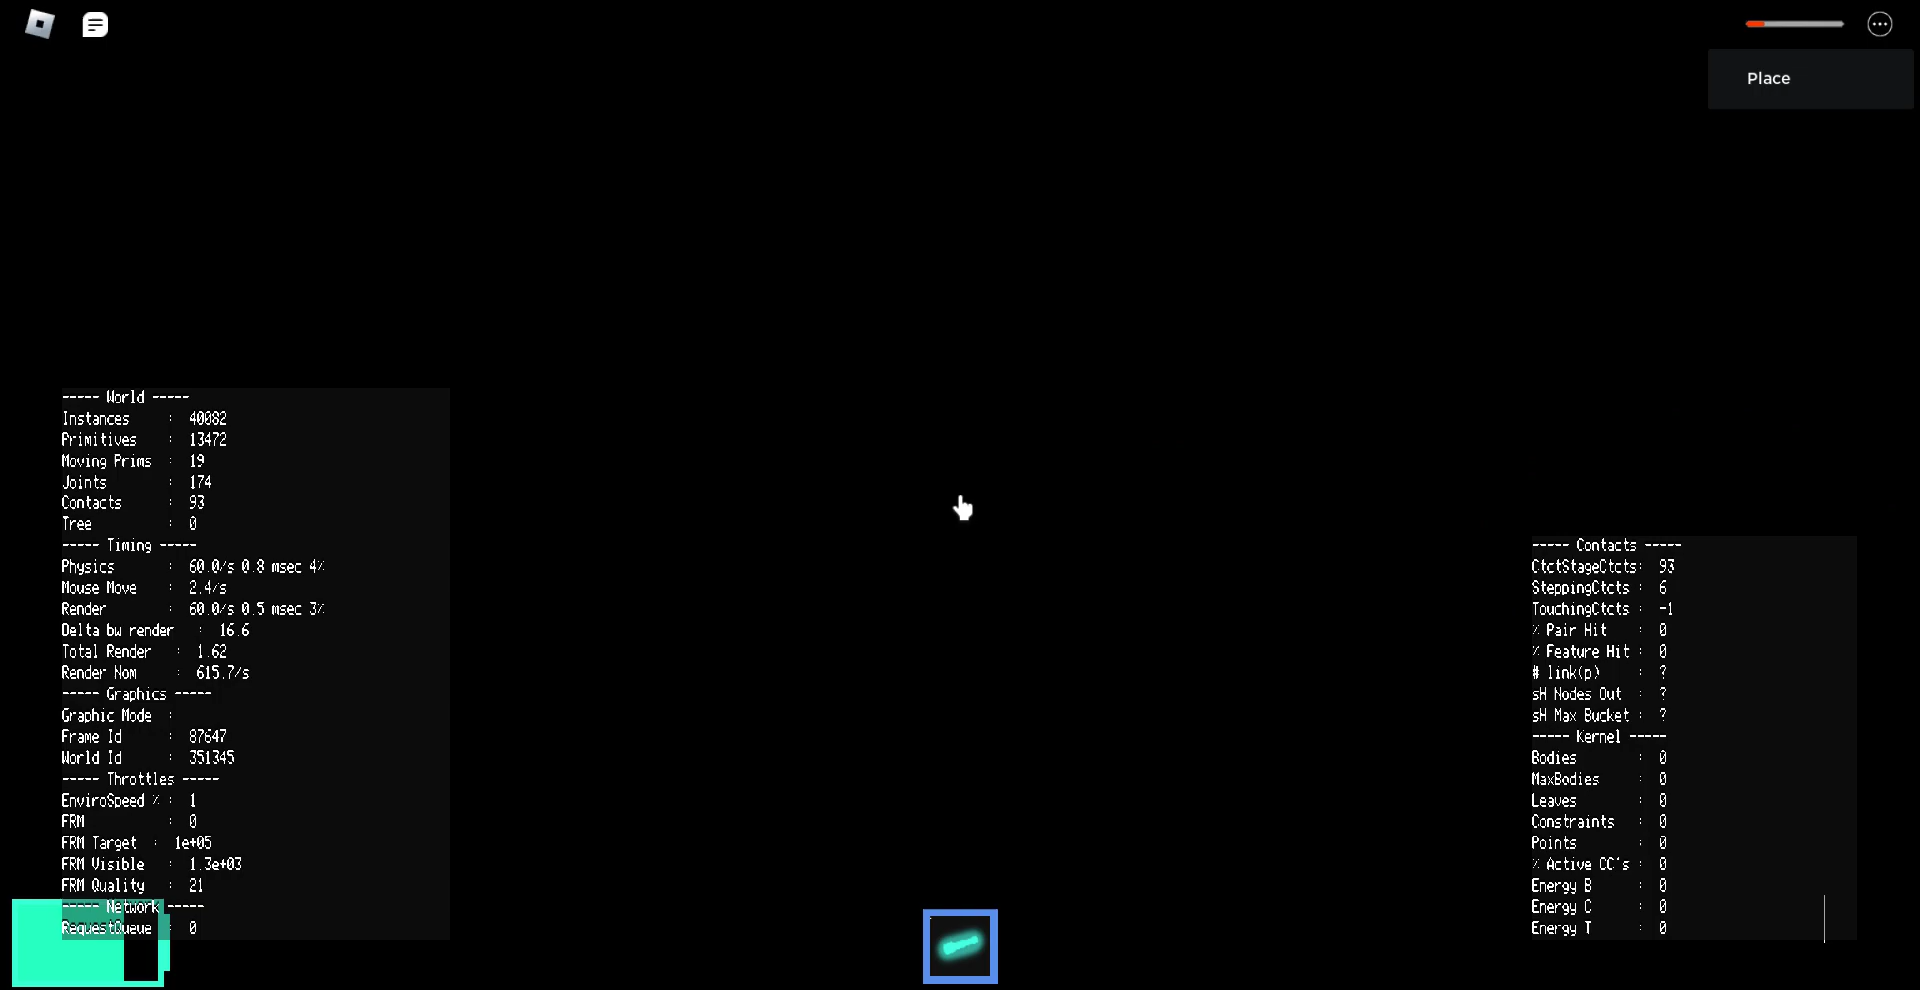 Place
----- World -----
Instances : 40082
Primitives : 13472
Moving Prims : 19
Joints : 174
Contacts : 93
Tree : 0
----- Timing -----
Physics : 60.0/s 0.8 msec 4%
Mouse Move : 2.4/s
Render : 60.0/s 0.5 msec 3%
Delta bw render : 16.6
Total Render : 1.62
Render Nom : 615.7/s
----- Graphics -----
Graphic Mode :
Frame Id : 87647
World Id : 351345
----- Throttles -----
EnviroSpeed % : 1
FRM : 0
FRM Target : 1e+05
FRM Visible : 1.3e+03
FRM Quality : 21
----- Network -----
RequestQueue : 0
----- Contacts -----
CtctStageCtcts: 93
SteppingCtcts : 6
TouchingCtcts : -1
% Pair Hit : 0
% Feature Hit : 0
# link(p) : ?
sH Nodes Out : ?
sH Max Bucket : ?
----- Kernel -----
Bodies : 0
MaxBodies : 0
Leaves : 0
Constraints : 0
Points : 0
% Active CC's : 0
Energy B : 0
Energy C : 0
Energy T : 0